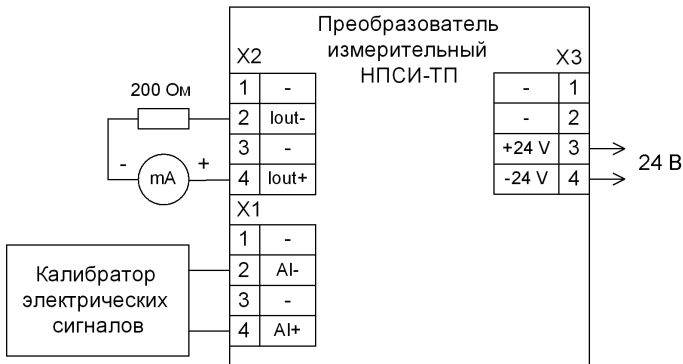 Преобразователь
измерительный
НПСИ-ТП
X2
1 -
2 Iout-
3 -
4 Iout+
200 Ом
- +
mA
X3
- 1
- 2
+24 V 3
-24 V 4
24 В
X1
1 -
2 AI-
3 -
4 AI+
Калибратор
электрических
сигналов